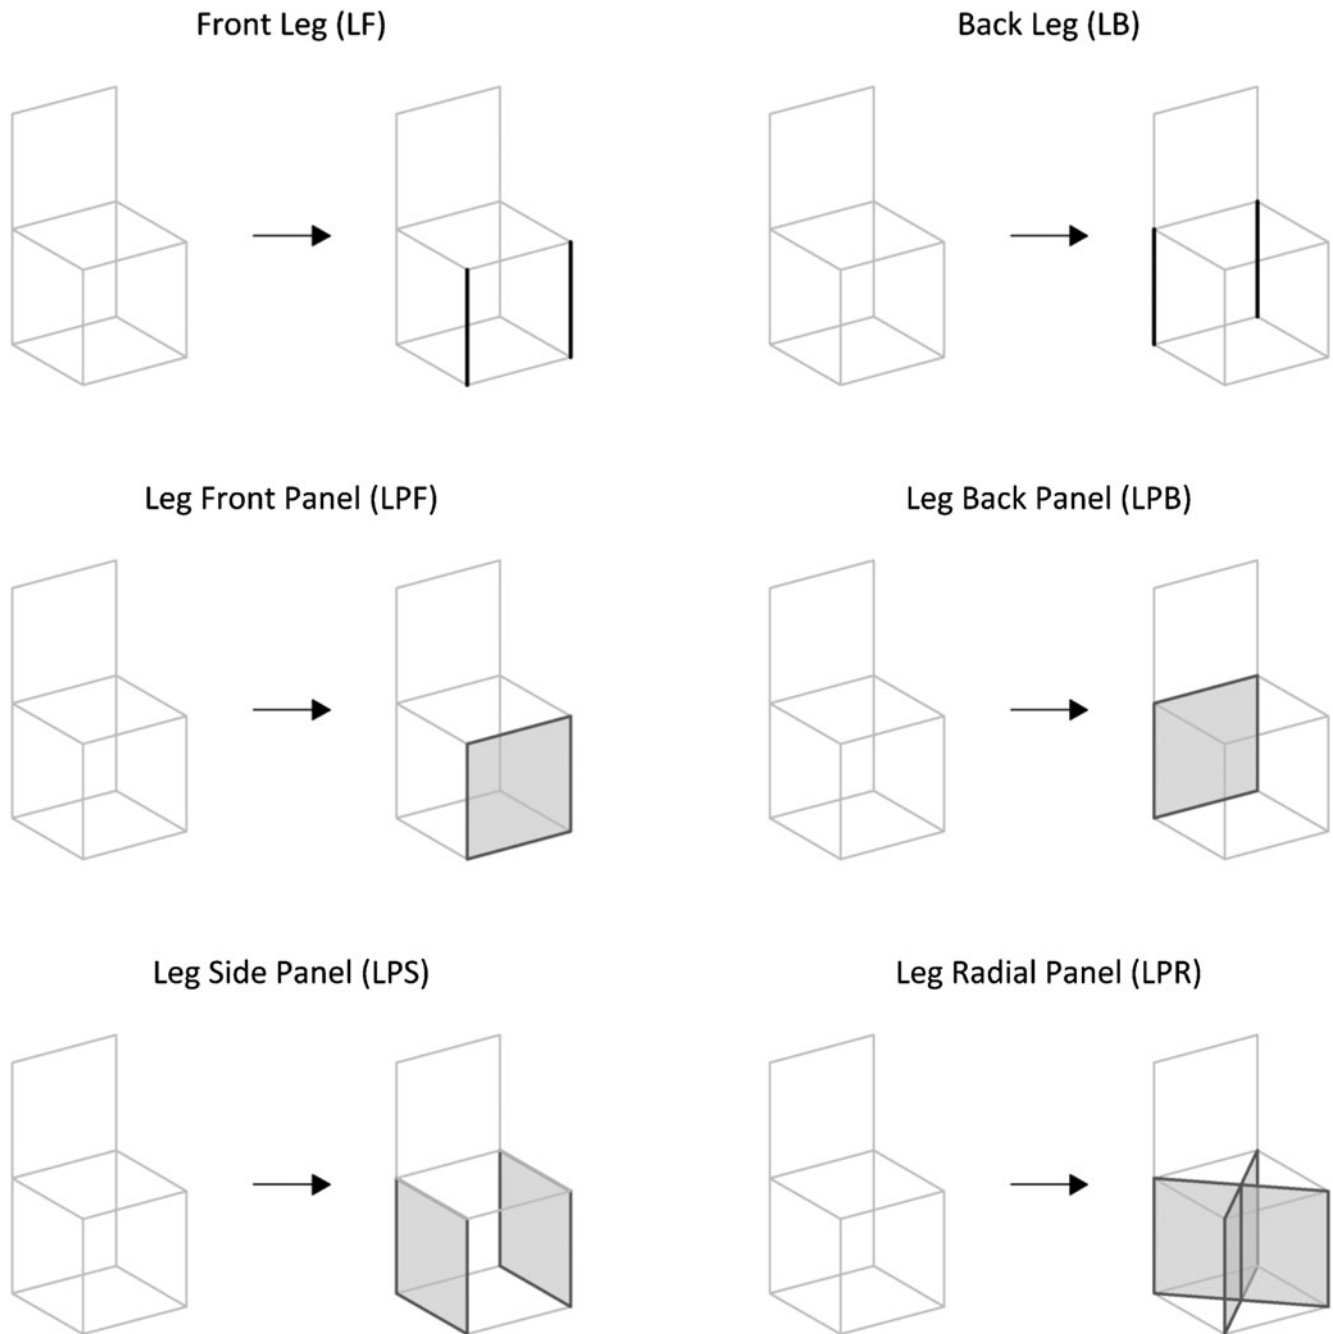 Front Leg (LF)
Back Leg (LB)
Leg Front Panel (LPF)
Leg Back Panel (LPB)
Leg Side Panel (LPS)
Leg Radial Panel (LPR)